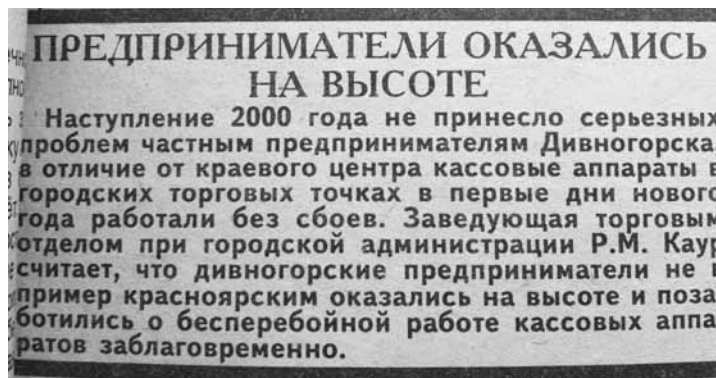 ПРЕДПРИНИМАТЕЛИ ОКАЗАЛИСЬ
НА ВЫСОТЕ
Наступление 2000 года не принесло серьезных
проблем частным предпринимателям Дивногорска.
в отличие от краевого центра кассовые аппараты в
городских торговых точках в первые дни нового
года работали без сбоев. Заведующая торговым
отделом при городской администрации Р.М. Каур
считает, что дивногорские предприниматели не в
пример красноярским оказались на высоте и поза-
ботились о бесперебойной работе кассовых аппа-
ратов заблаговременно.